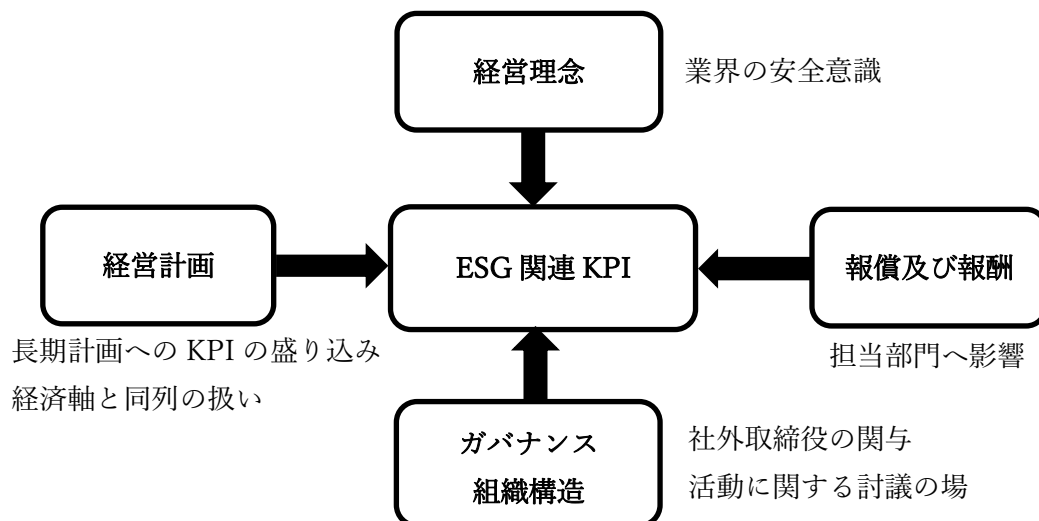 経営理念
業界の安全意識
経営計画
ESG 関連 KPI
報償及び報酬
長期計画への KPI の盛り込み
経済軸と同列の扱い
担当部門へ影響
ガバナンス
組織構造
社外取締役の関与
活動に関する討議の場